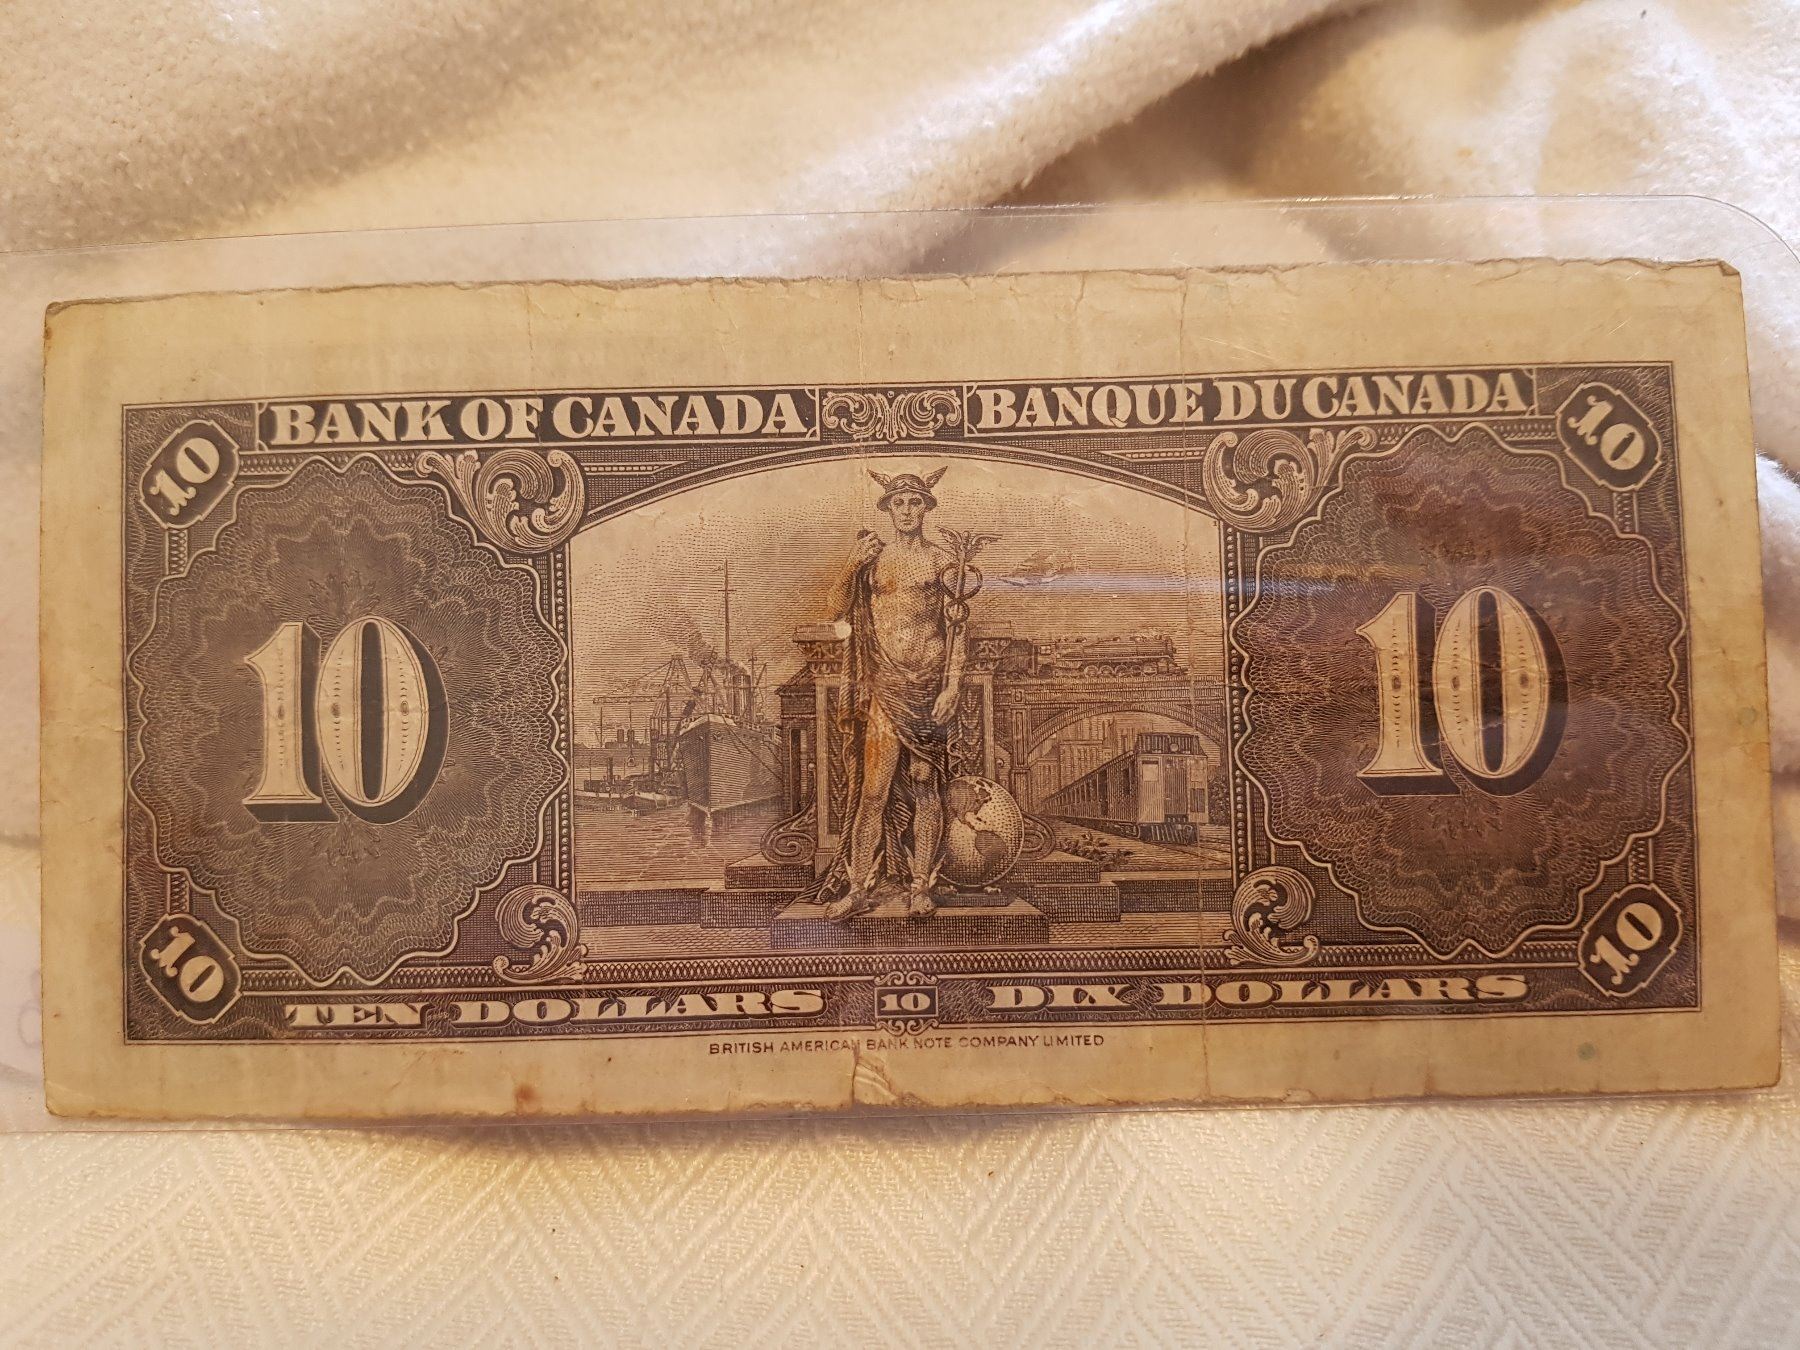 BANK OF CANADA BANQUE DU CANADA
10 10
10 10
10 10
TEN DOLLARS 10 DIX DOLLARS
BRITISH AMERICAN BANK NOTE COMPANY LIMITED